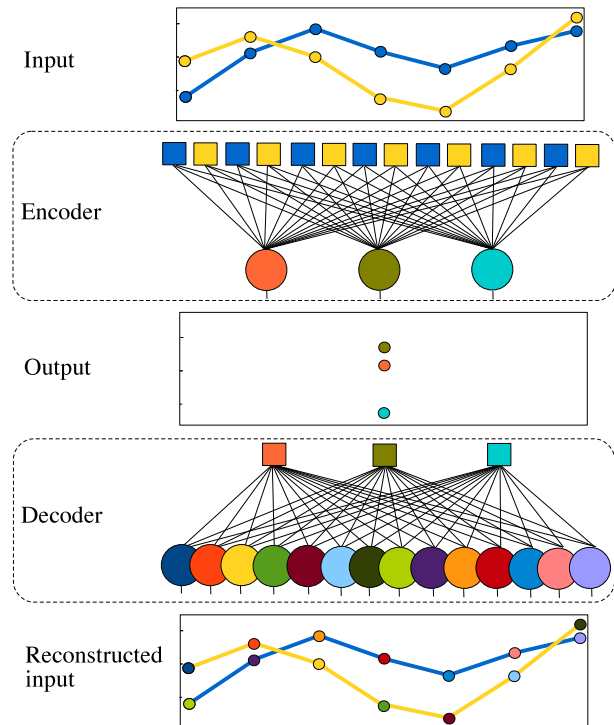 Input
Encoder
Output
Decoder
Reconstructed
input